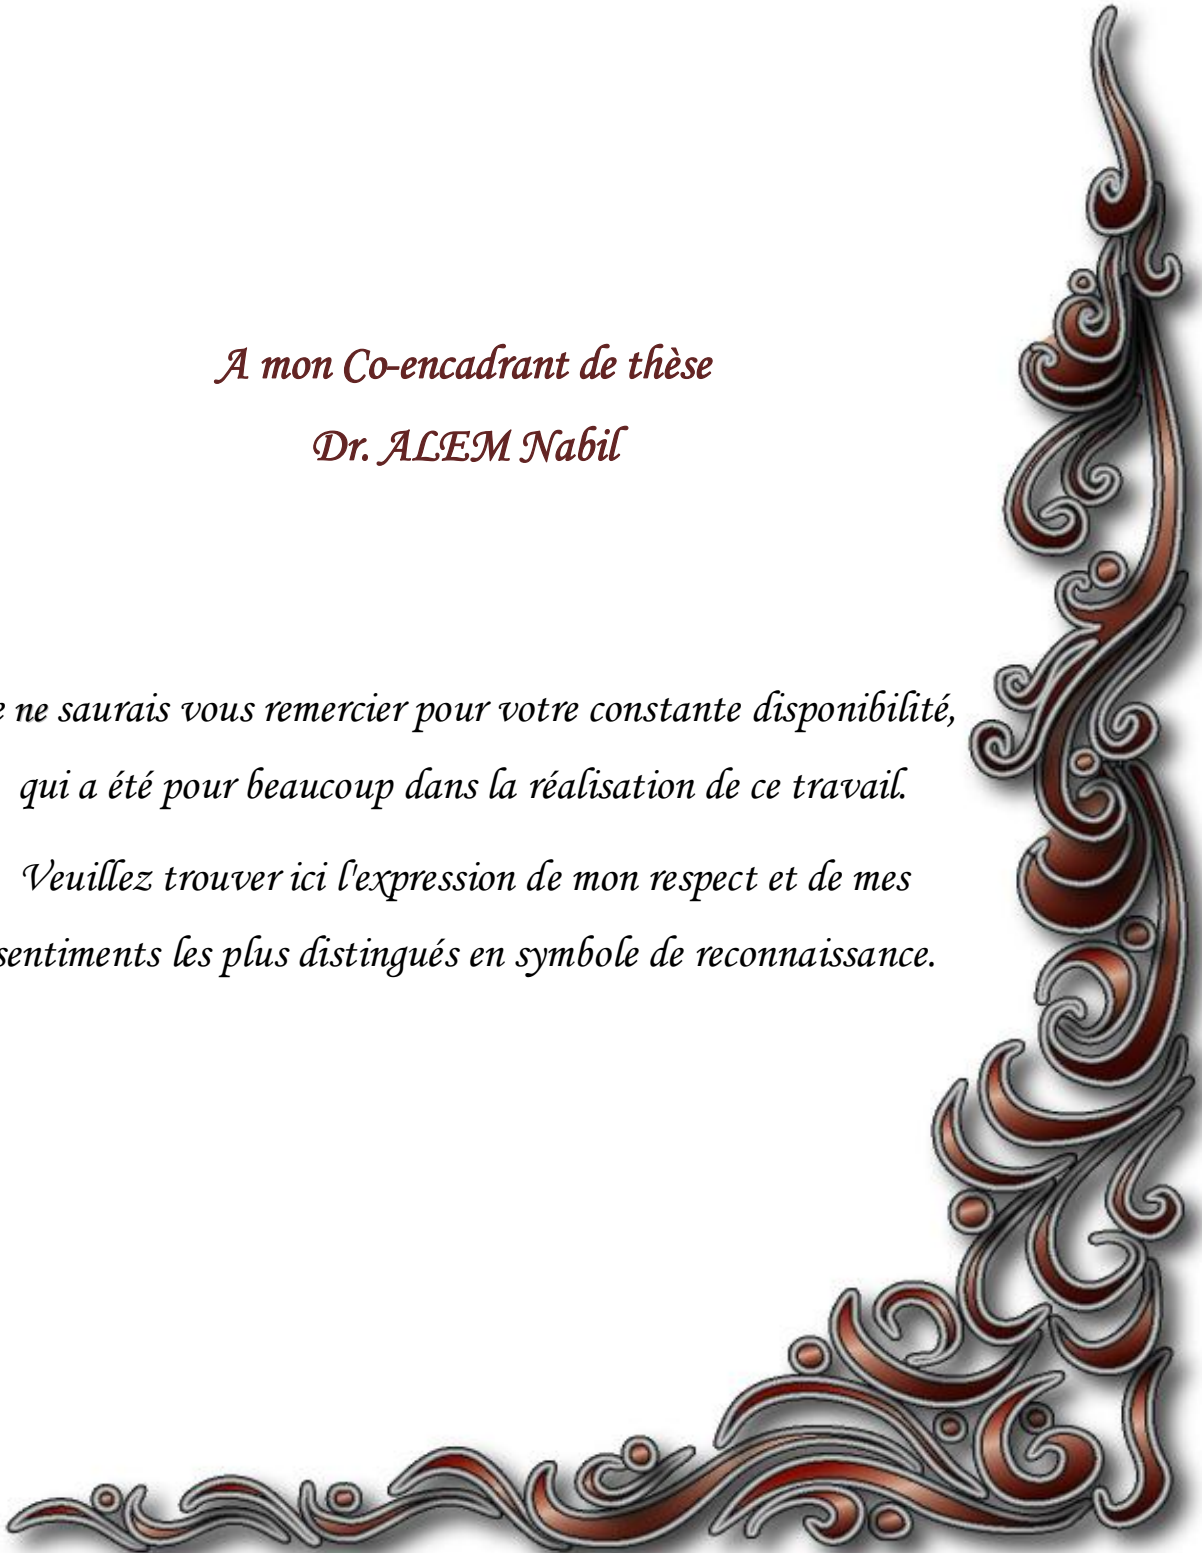 A mon Co-encadrant de thèse
Dr. ALEM Nabil
e ne saurais vous remercier pour votre constante disponibilité,
qui a été pour beaucoup dans la réalisation de ce travail.
Veuillez trouver ici l'expression de mon respect et de mes
sentiments les plus distingués en symbole de reconnaissance.